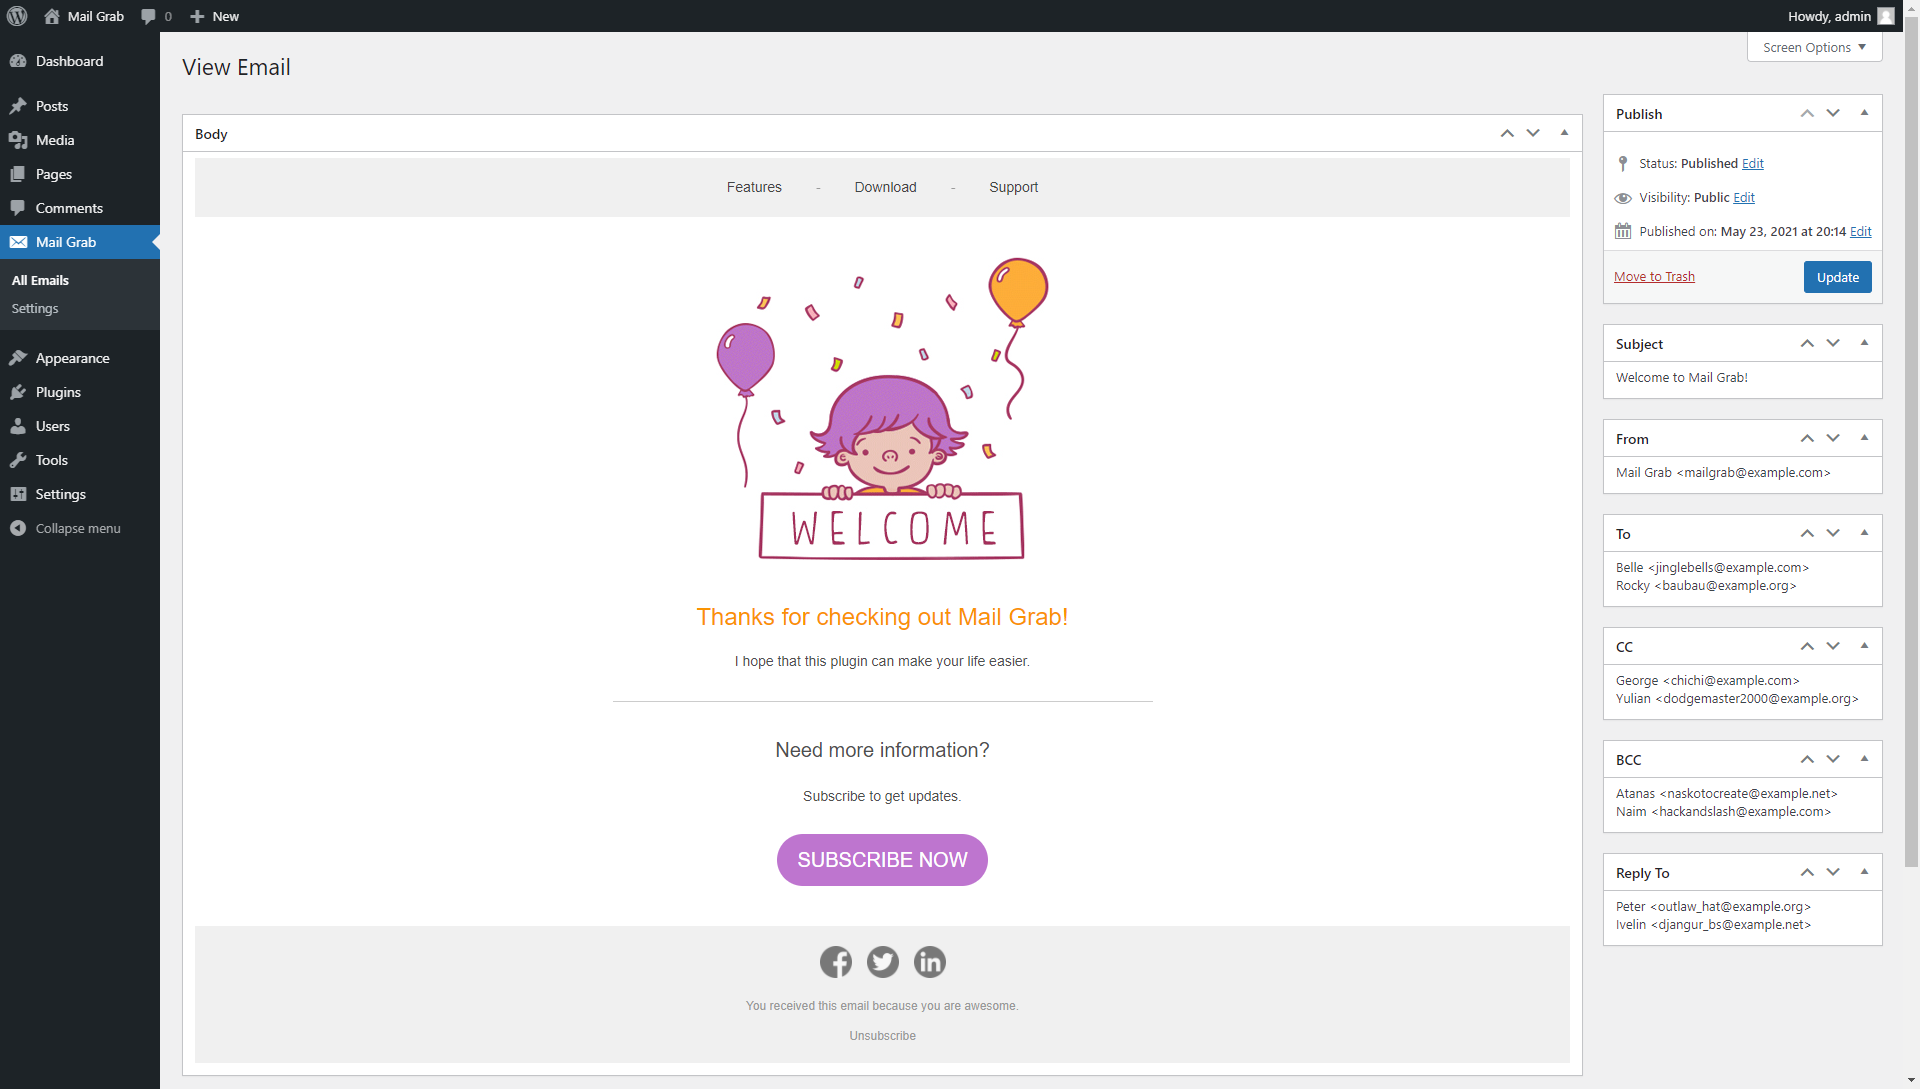 Mail Grab
0
New
Howdy, admin
Dashboard
Posts
Media
Pages
Comments
Mail Grab
All Emails
Settings
Appearance
Plugins
Users
Tools
Settings
Collapse menu
Screen Options
View Email
Body
Features - Download - Support
WELCOME
Thanks for checking out Mail Grab!
I hope that this plugin can make your life easier.
Need more information?
Subscribe to get updates.
SUBSCRIBE NOW
You received this email because you are awesome.
Unsubscribe
Publish
Status: Published Edit
Visibility: Public Edit
Published on: May 23, 2021 at 20:14 Edit
Move to Trash
Update
Subject
Welcome to Mail Grab!
From
Mail Grab <mailgrab@example.com>
To
Belle <jinglebells@example.com>
Rocky <baubau@example.org>
CC
George <chichi@example.com>
Yulian <dodgemaster2000@example.org>
BCC
Atanas <naskotocreate@example.net>
Naim <hackandslash@example.com>
Reply To
Peter <outlaw_hat@example.org>
Ivelin <djangur_bs@example.net>